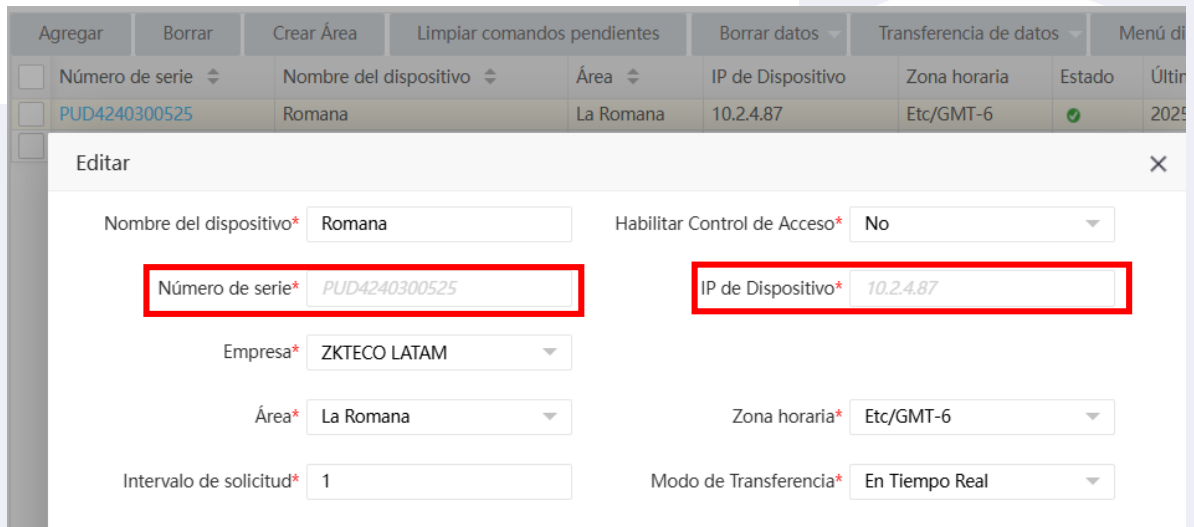 Agregar Borrar Crear Área Limpiar comandos pendientes Borrar datos Transferencia de datos Menú di
Número de serie Nombre del dispositivo Área IP de Dispositivo Zona horaria Estado Últim
PUD4240300525 Romana La Romana 10.2.4.87 Etc/GMT-6 2025
Editar
Nombre del dispositivo* Romana Habilitar Control de Acceso* No
Número de serie* PUD4240300525 IP de Dispositivo* 10.2.4.87
Empresa* ZKTECO LATAM
Área* La Romana Zona horaria* Etc/GMT-6
Intervalo de solicitud* 1 Modo de Transferencia* En Tiempo Real